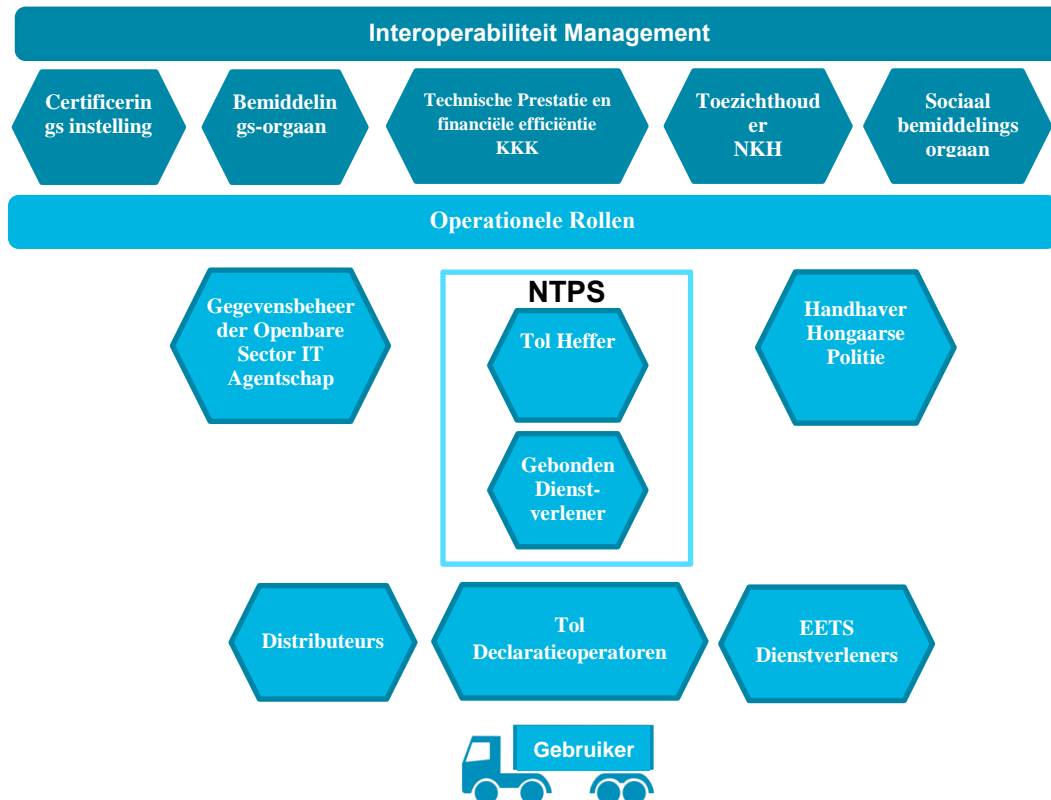 Interoperabiliteit Management
Certificerin
gs instelling
Bemiddelin
gs-orgaan
Technische Prestatie en
financiële efficiëntie
KKK
Toezichthoud
er
NKH
Sociaal
bemiddelings
orgaan
Operationele Rollen
Gegevensbeheer
der Openbare
Sector IT
Agentschap
NTPS
Tol Heffer
Gebonden
Dienst-
verlener
Handhaver
Hongaarse
Politie
Distributeurs
Tol
Declaratieoperatoren
EETS
Dienstverleners
Gebruiker